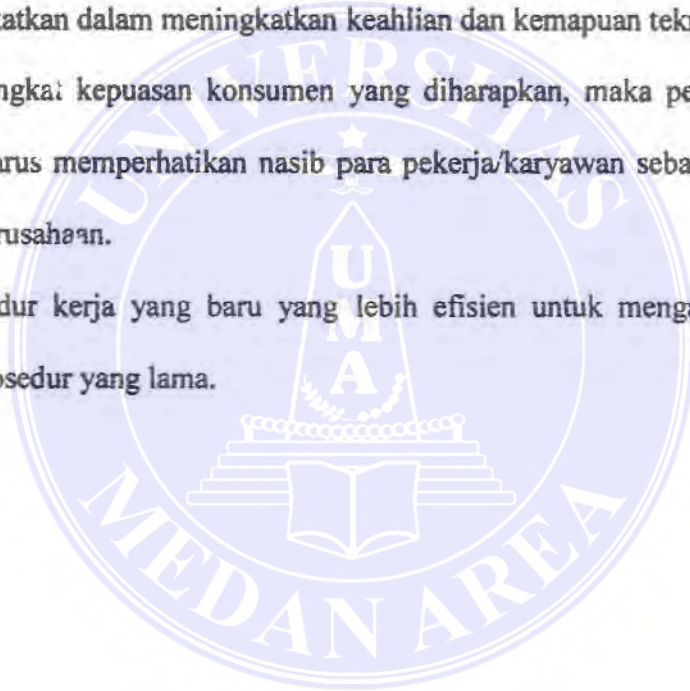 katkan dalam meningkatkan keahlian dan kemapuan tek
ngkat kepuasan konsumen yang diharapkan, maka pe
arus memperhatikan nasib para pekerja/karyawan seba
rusahaan.
dur kerja yang baru yang lebih efisien untuk meng
osedur yang lama.
UNIVERSITAS
UMA
MEDAN AREA